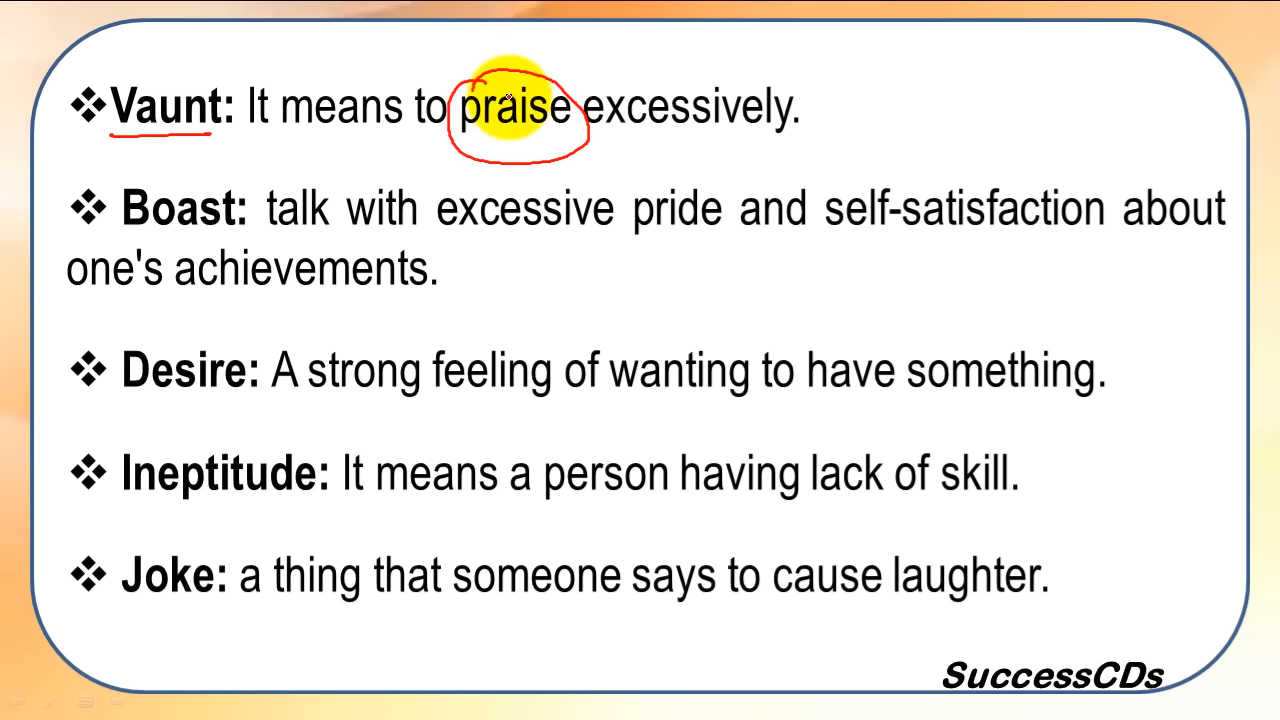 ❖Vaunt: It means to praise excessively.
❖ Boast: talk with excessive pride and self-satisfaction about
one's achievements.
❖ Desire: A strong feeling of wanting to have something.
❖ Ineptitude: It means a person having lack of skill.
❖ Joke: a thing that someone says to cause laughter.
SuccessCDs